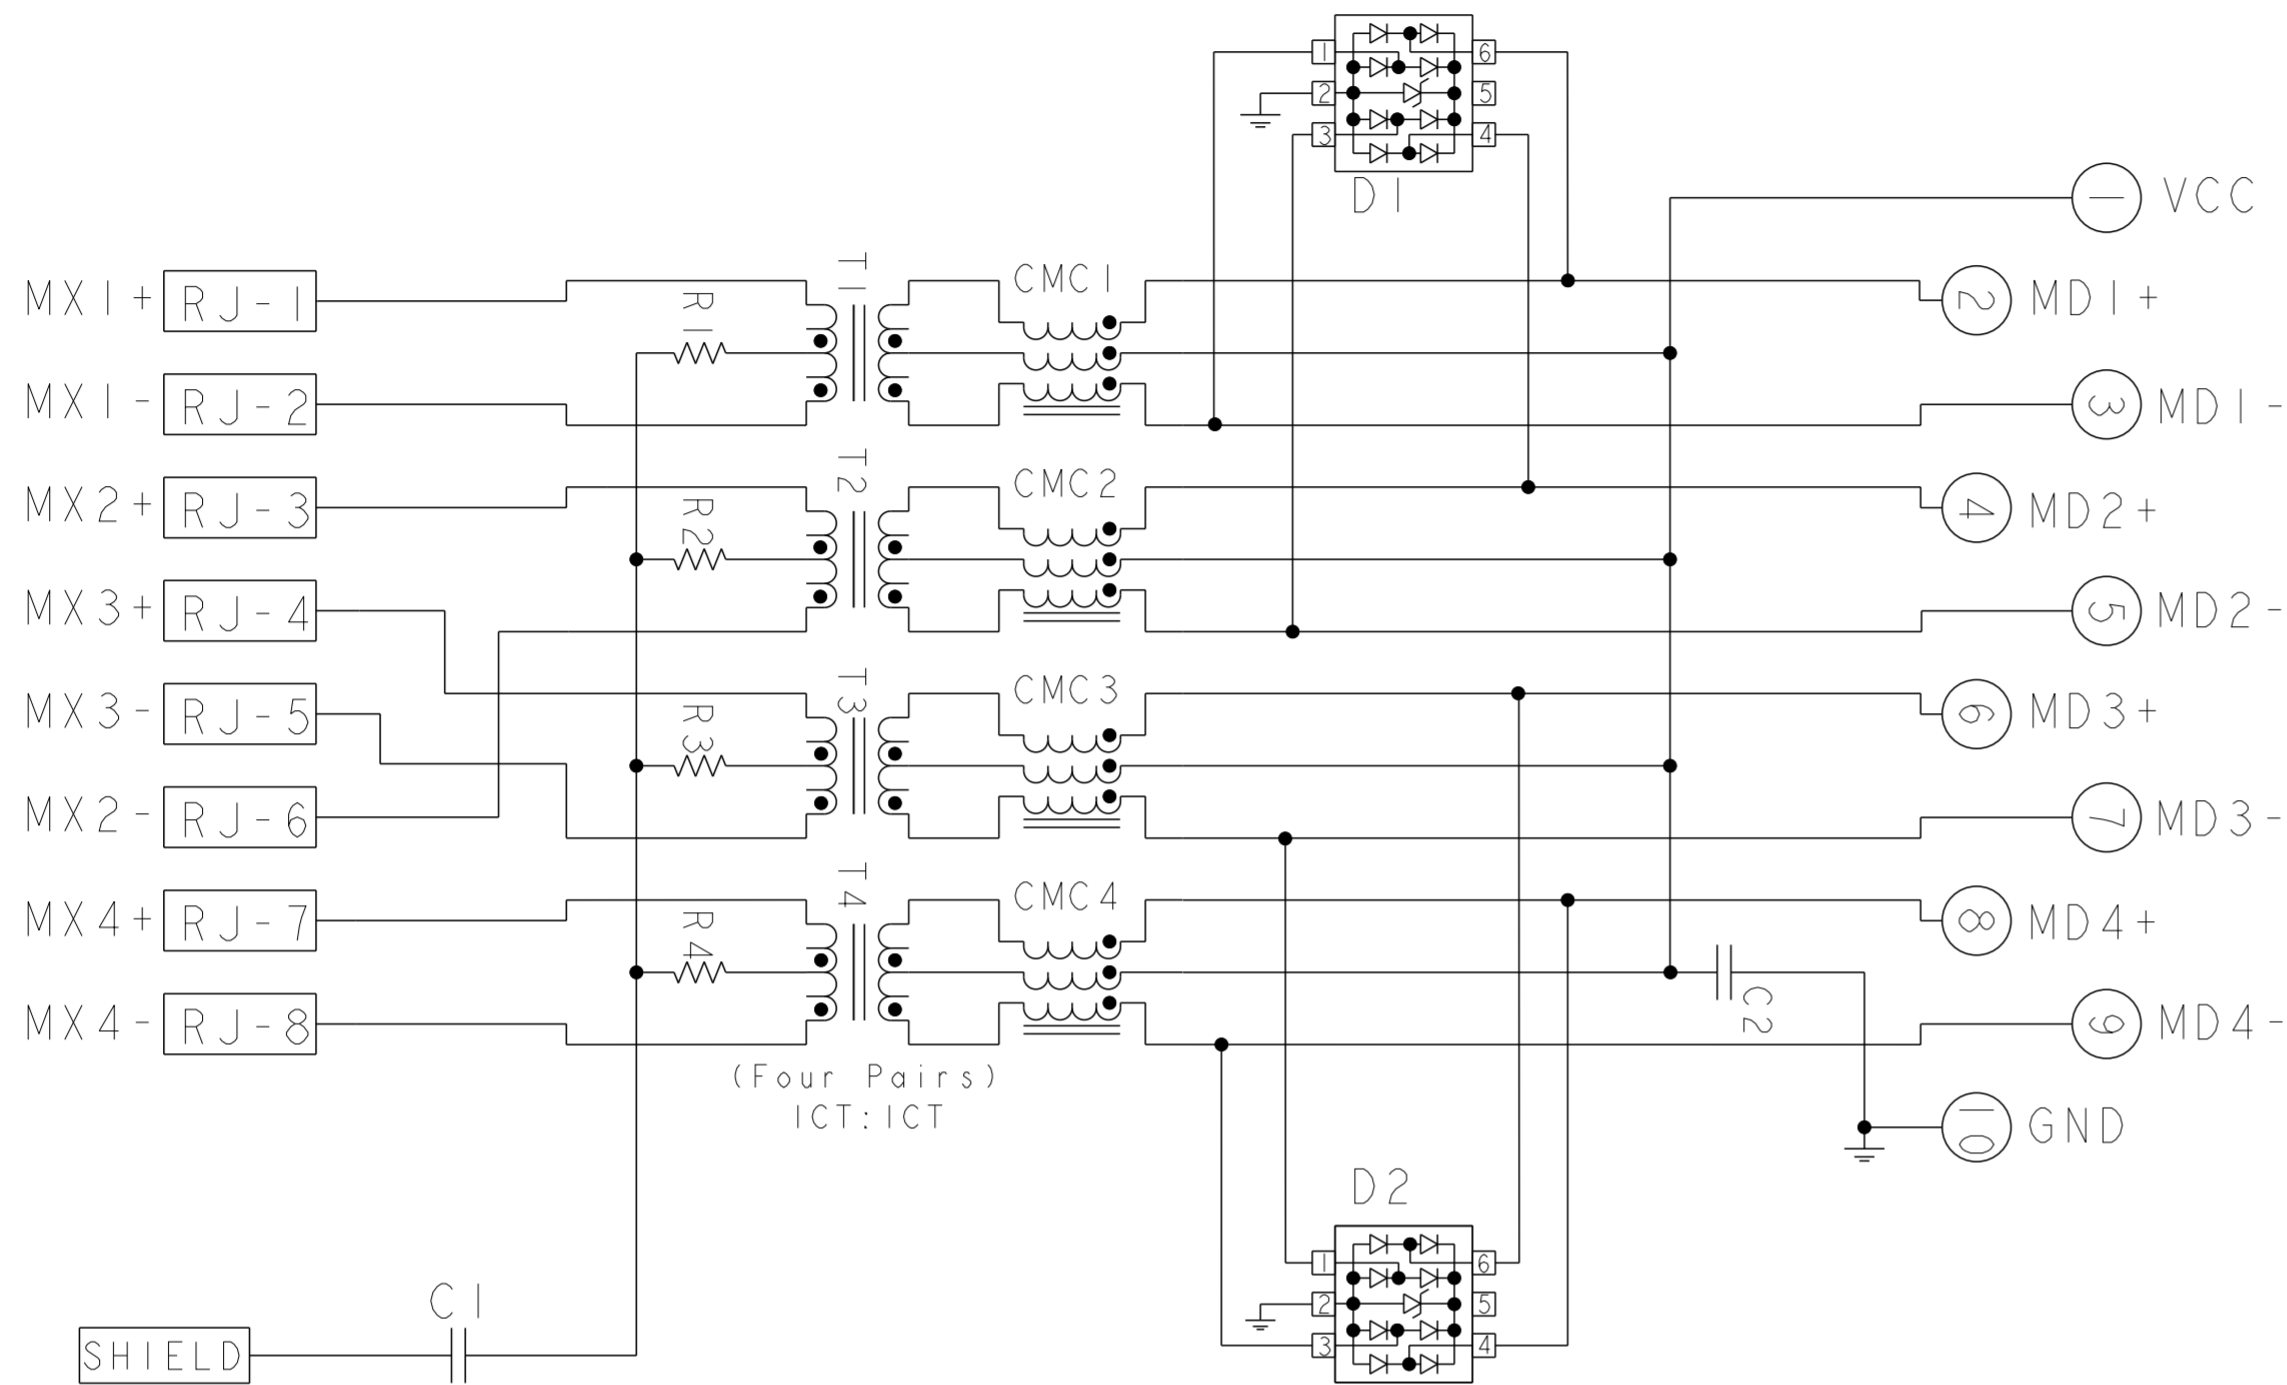 1 6
2 5
3 4
D1
1 VCC
MX1+ RJ-1 R1 T1 CMC1 2 MD1+
MX1- RJ-2 3 MD1-
MX2+ RJ-3 R2 T2 CMC2 4 MD2+
MX3+ RJ-4 5 MD2-
MX3- RJ-5 R3 T3 CMC3 6 MD3+
MX2- RJ-6 7 MD3-
MX4+ RJ-7 R4 T4 CMC4 8 MD4+
MX4- RJ-8 C2 9 MD4-
(Four Pairs)
1CT:1CT
10 GND
D2
1 6
2 5
3 4
C1
SHIELD